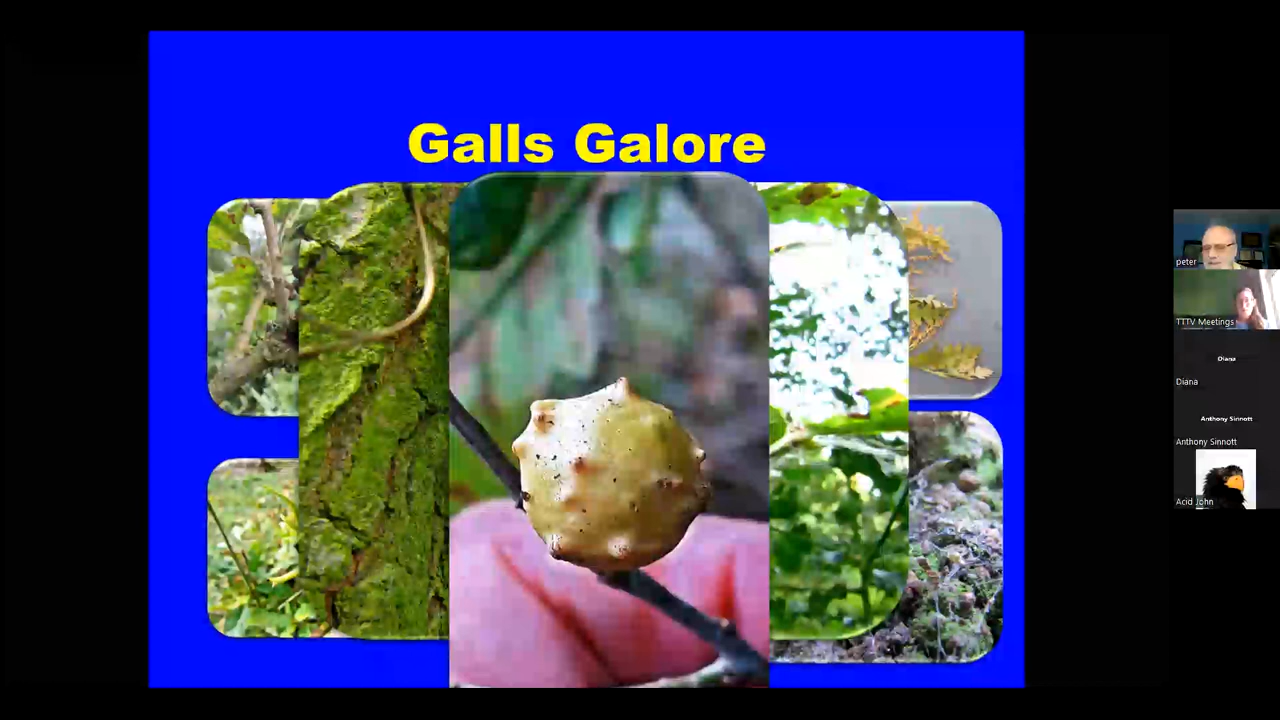 Galls Galore
peter
TTTV Meetings
Diana
Diana
Anthony Sinnott
Anthony Sinnott
Acid John